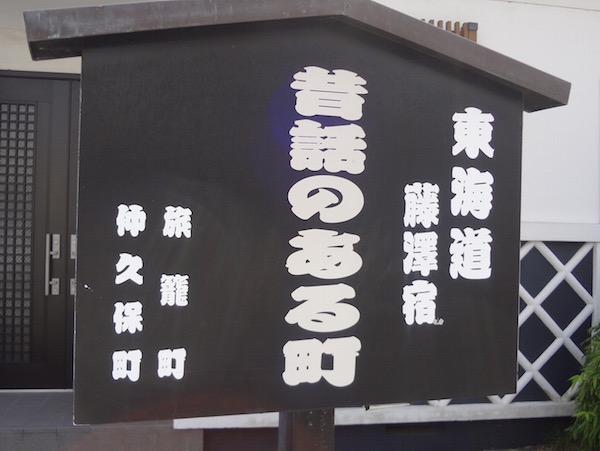 東海道
藤澤宿
昔話のある町
旅籠町
仲久保町